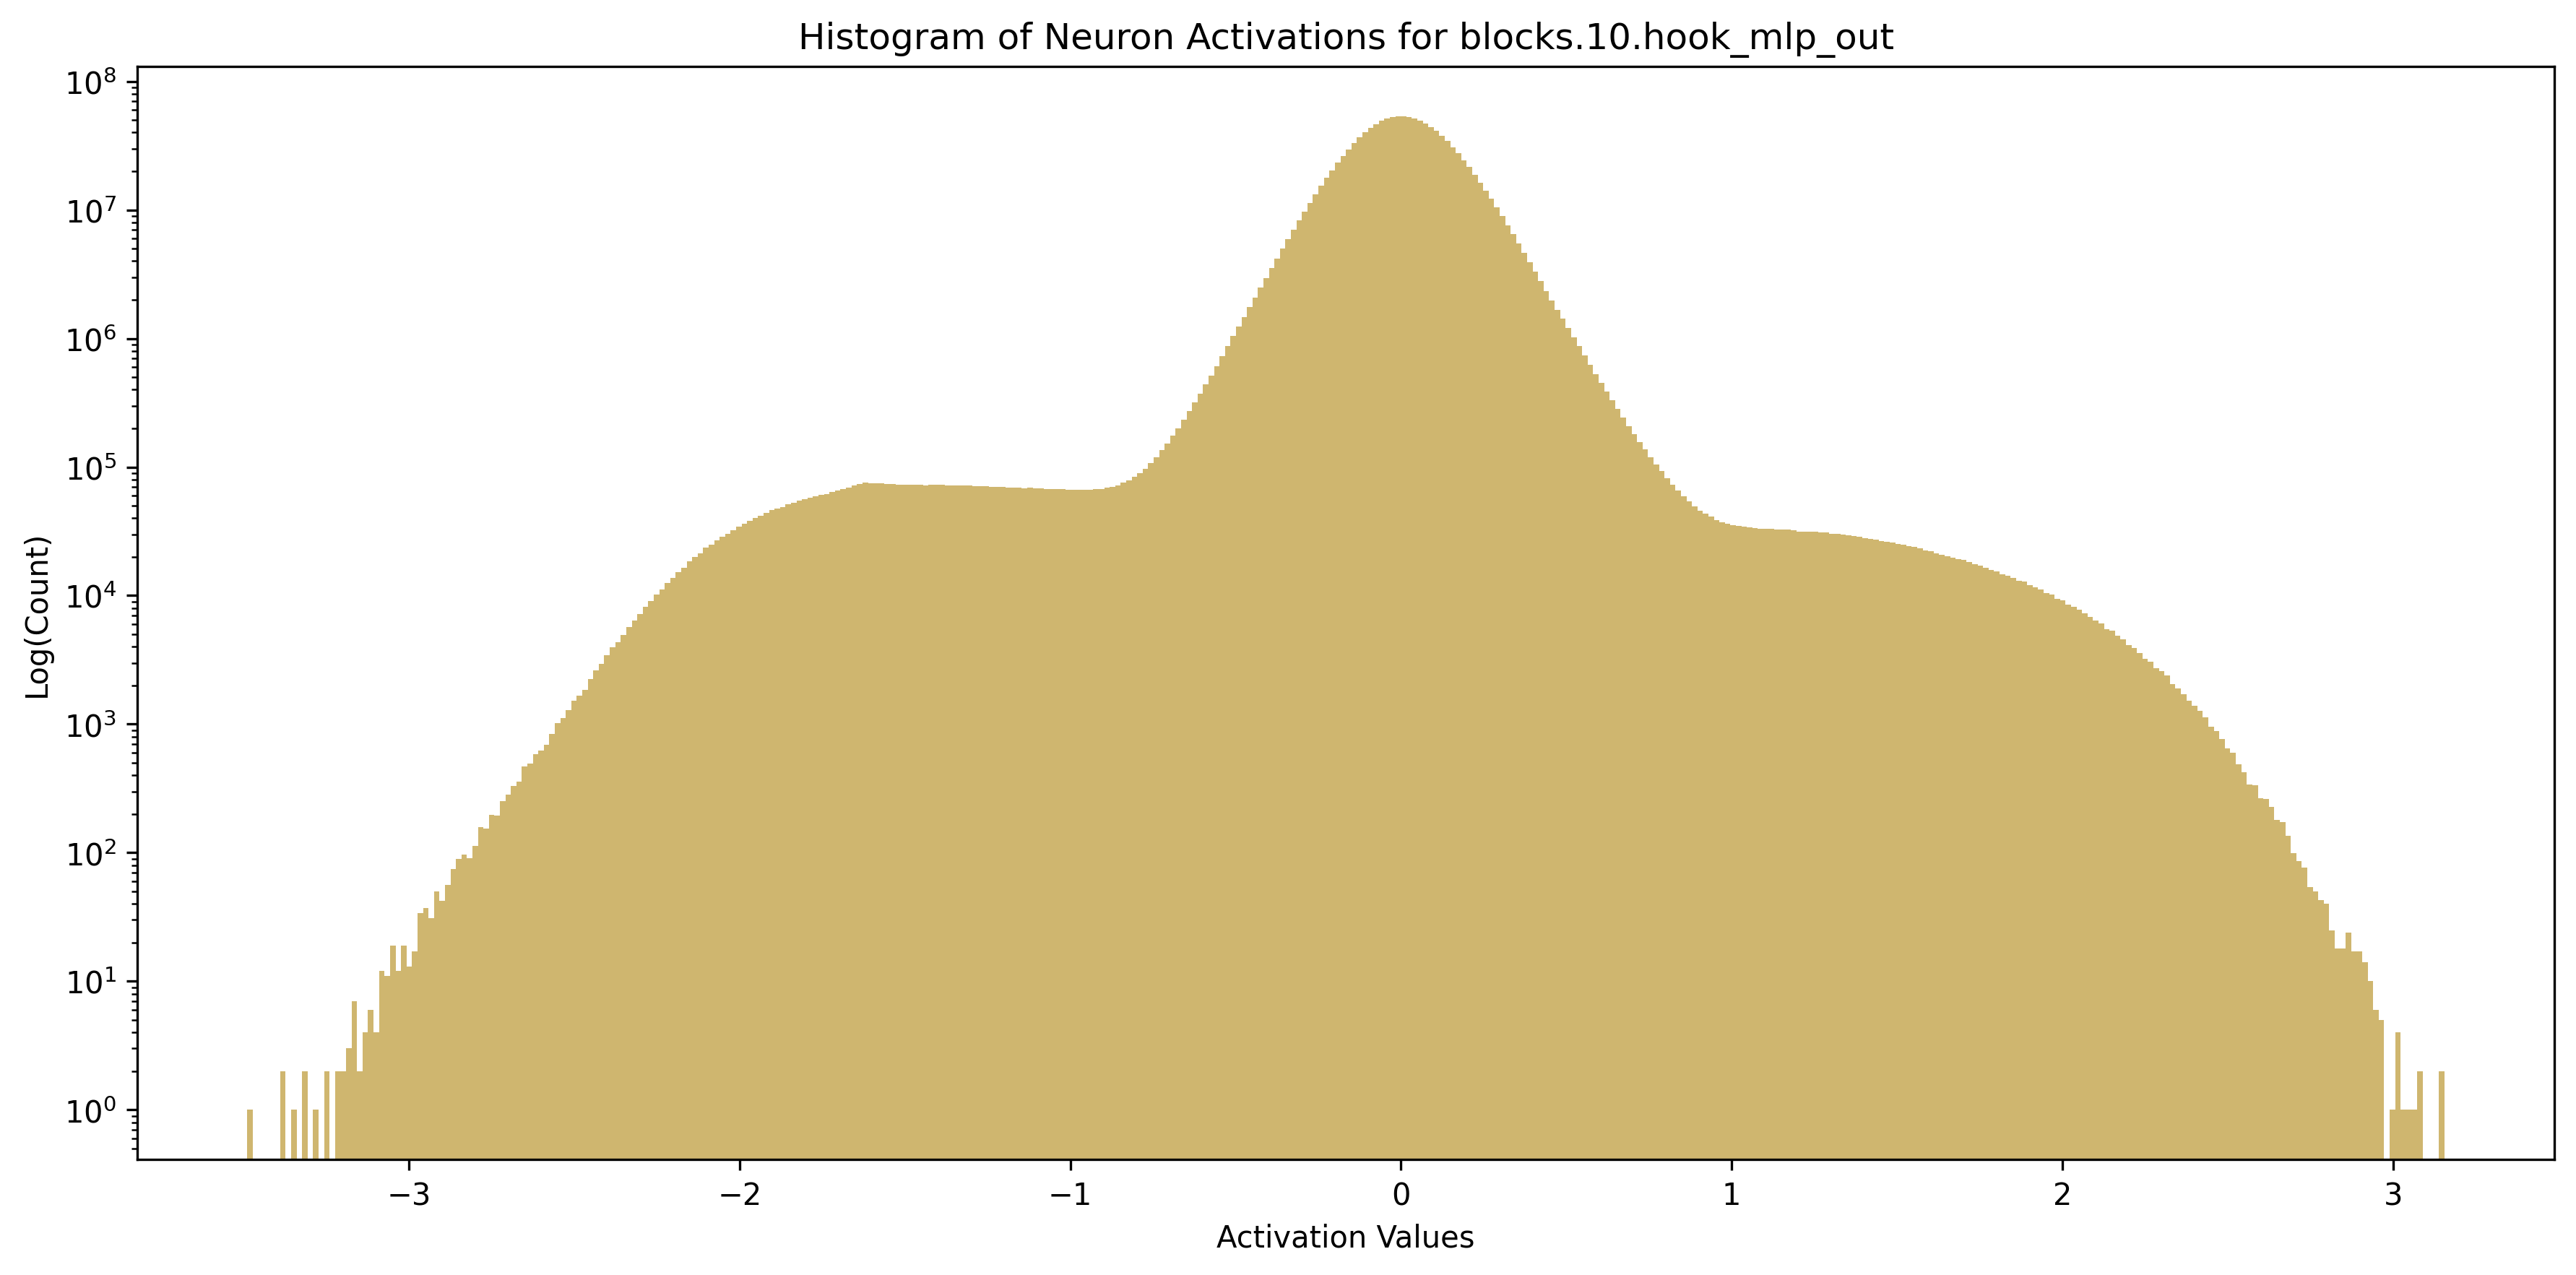 Histogram of Neuron Activations for blocks.10.hook_mlp_out
10^8
10^7
10^6
10^5
10^4
10^3
10^2
10^1
10^0
Log(Count)
−3 −2 −1 0 1 2 3
Activation Values